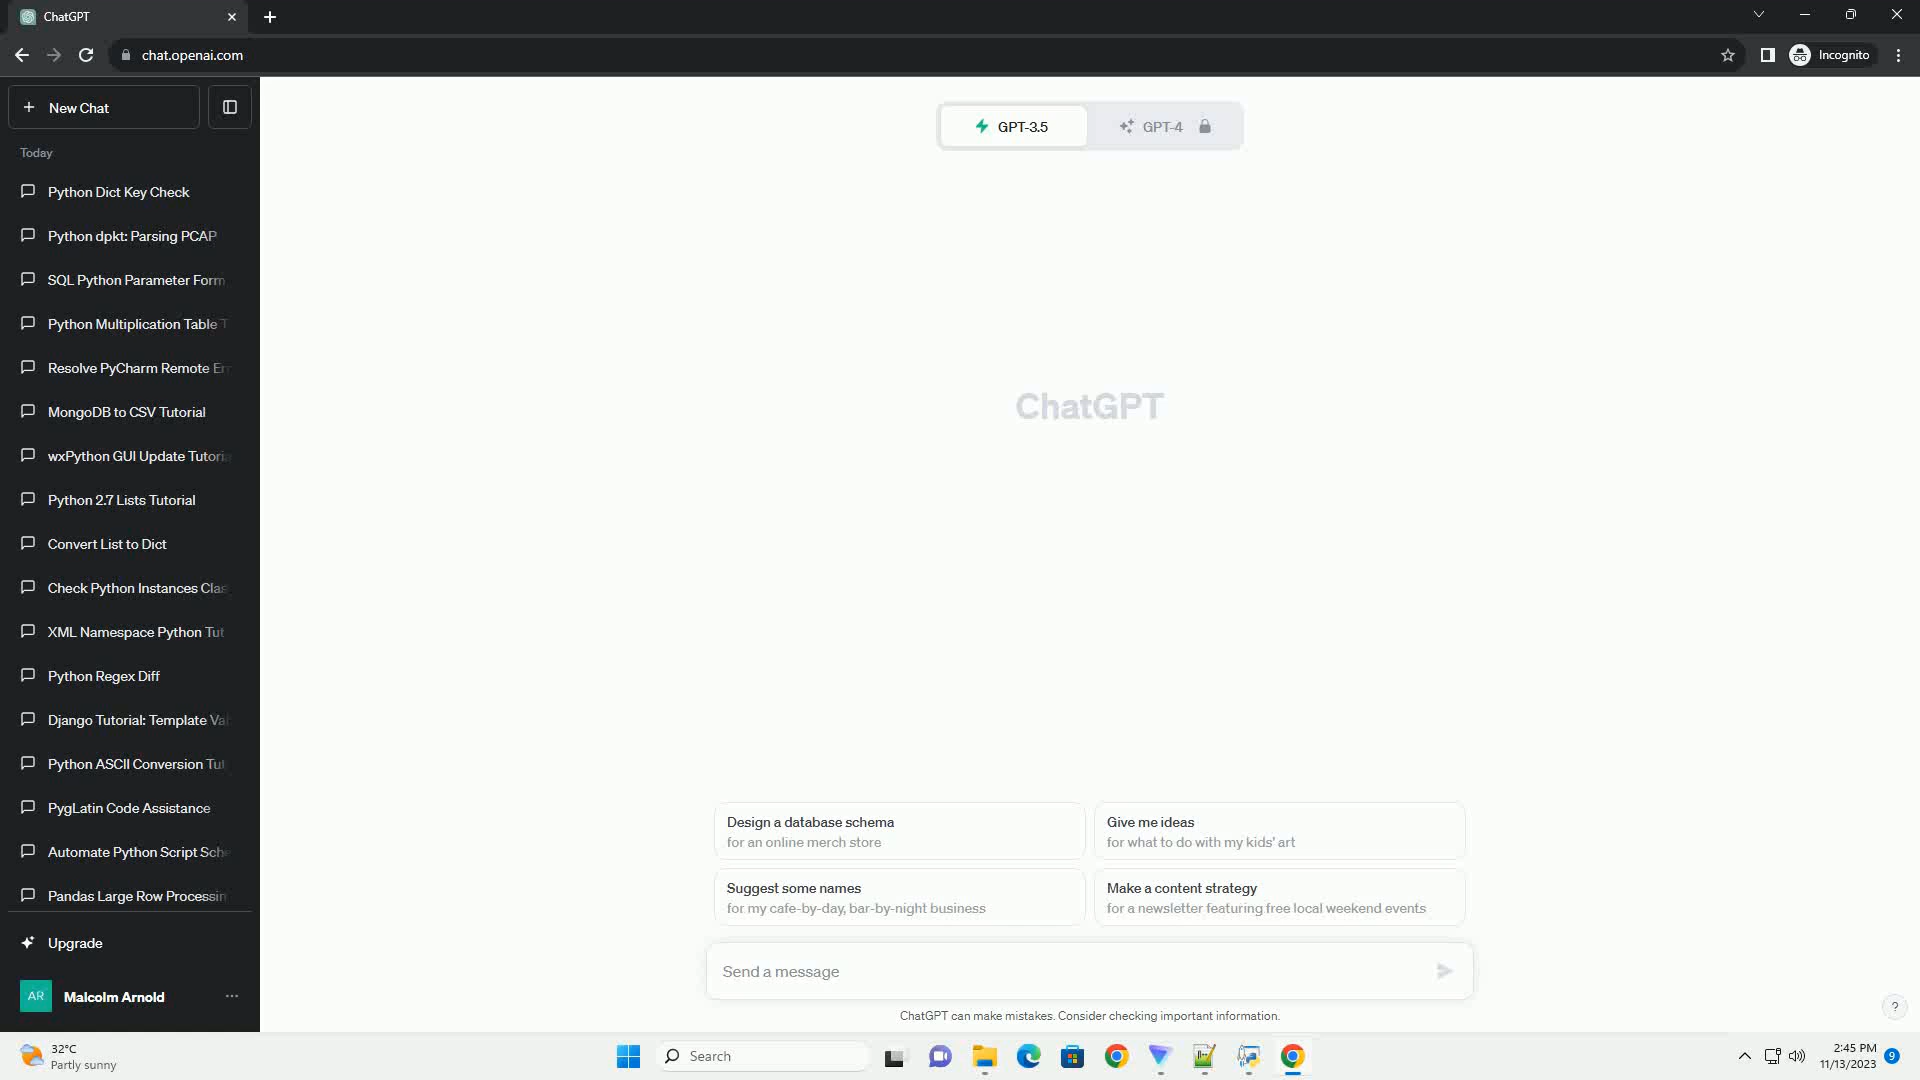 ChatGPT
chat.openai.com
Incognito
New Chat
Today
Python Dict Key Check
Python dpkt: Parsing PCAP
SQL Python Parameter Form
Python Multiplication Table T
Resolve PyCharm Remote Err
MongoDB to CSV Tutorial
wxPython GUI Update Tutoria
Python 2.7 Lists Tutorial
Convert List to Dict
Check Python Instances Clas
XML Namespace Python Tut
Python Regex Diff
Django Tutorial: Template Val
Python ASCII Conversion Tut
PygLatin Code Assistance
Automate Python Script Sche
Pandas Large Row Processin
Upgrade
AR
Malcolm Arnold
GPT-3.5
GPT-4
ChatGPT
Design a database schema
for an online merch store
Give me ideas
for what to do with my kids' art
Suggest some names
for my cafe-by-day, bar-by-night business
Make a content strategy
for a newsletter featuring free local weekend events
Send a message
ChatGPT can make mistakes. Consider checking important information.
?
32°C
Partly sunny
Search
2:45 PM
11/13/2023
9